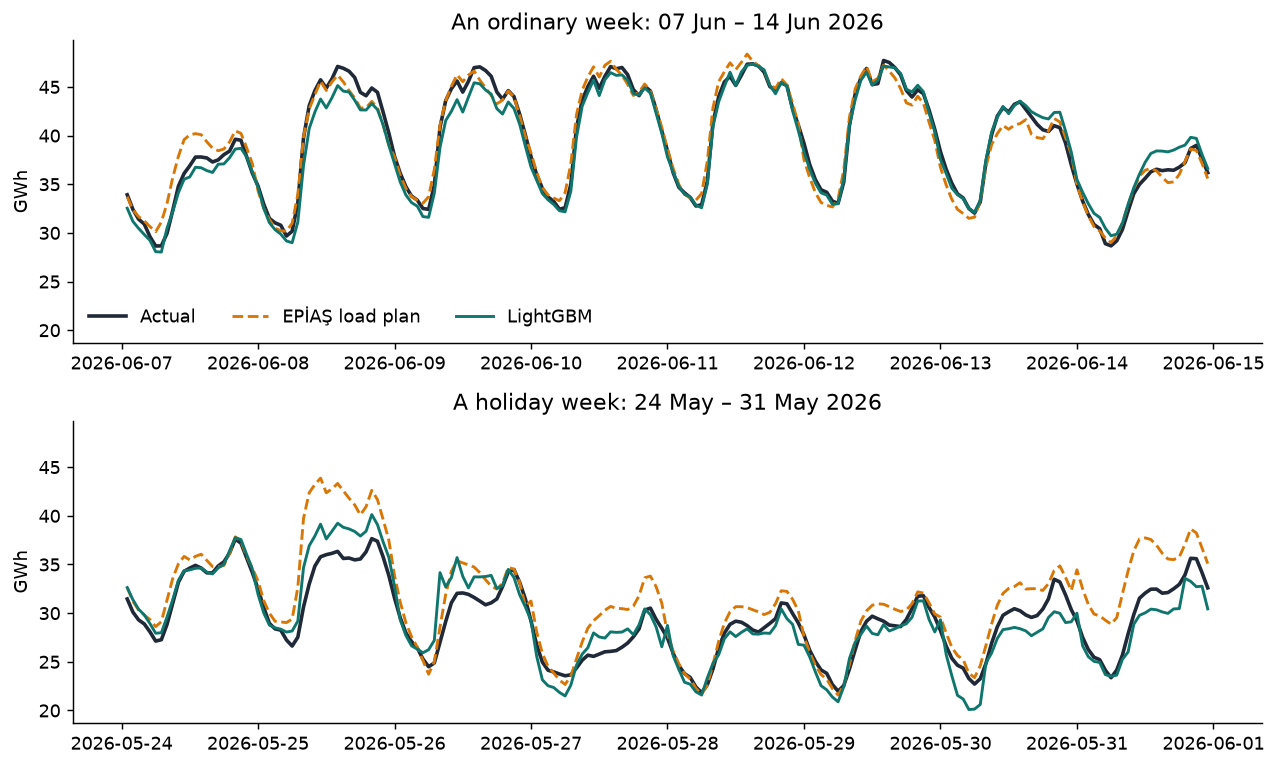 An ordinary week: 07 Jun – 14 Jun 2026
GWh
45
40
35
30
25
20
Actual EPİAŞ load plan LightGBM
2026-06-07 2026-06-08 2026-06-09 2026-06-10 2026-06-11 2026-06-12 2026-06-13 2026-06-14 2026-06-15
A holiday week: 24 May – 31 May 2026
GWh
45
40
35
30
25
20
2026-05-24 2026-05-25 2026-05-26 2026-05-27 2026-05-28 2026-05-29 2026-05-30 2026-05-31 2026-06-01